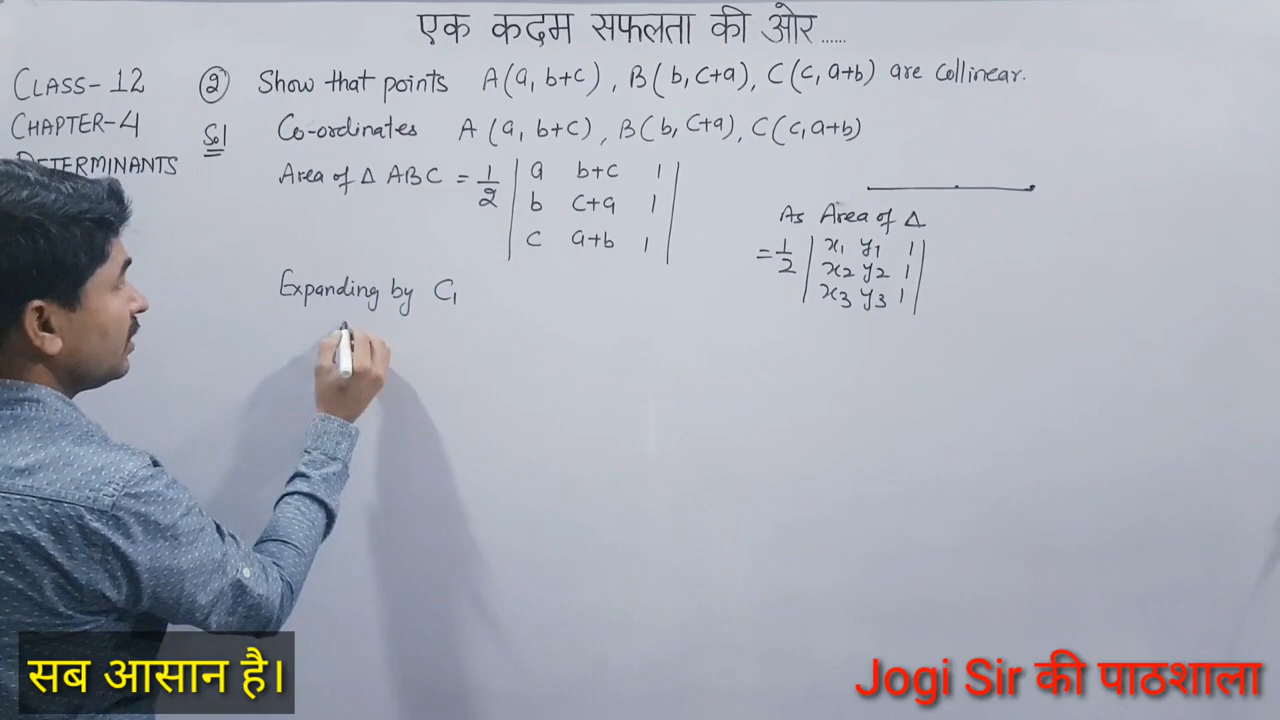 एक कदम सफलता की ओर......
CLASS-12
CHAPTER-4
DETERMINANTS
② Show that points A(a, b+c), B(b, c+a), C(c, a+b) are collinear.
Sol Co-ordinates A (a, b+c), B(b, c+a), C(c, a+b)
Area of Δ ABC = 1/2 | a b+c 1 |
| b c+a 1 |
| c a+b 1 |
As Area of Δ
= 1/2 | x₁ y₁ 1 |
| x₂ y₂ 1 |
| x₃ y₃ 1 |
Expanding by C₁
सब आसान है।
Jogi Sir की पाठशाला